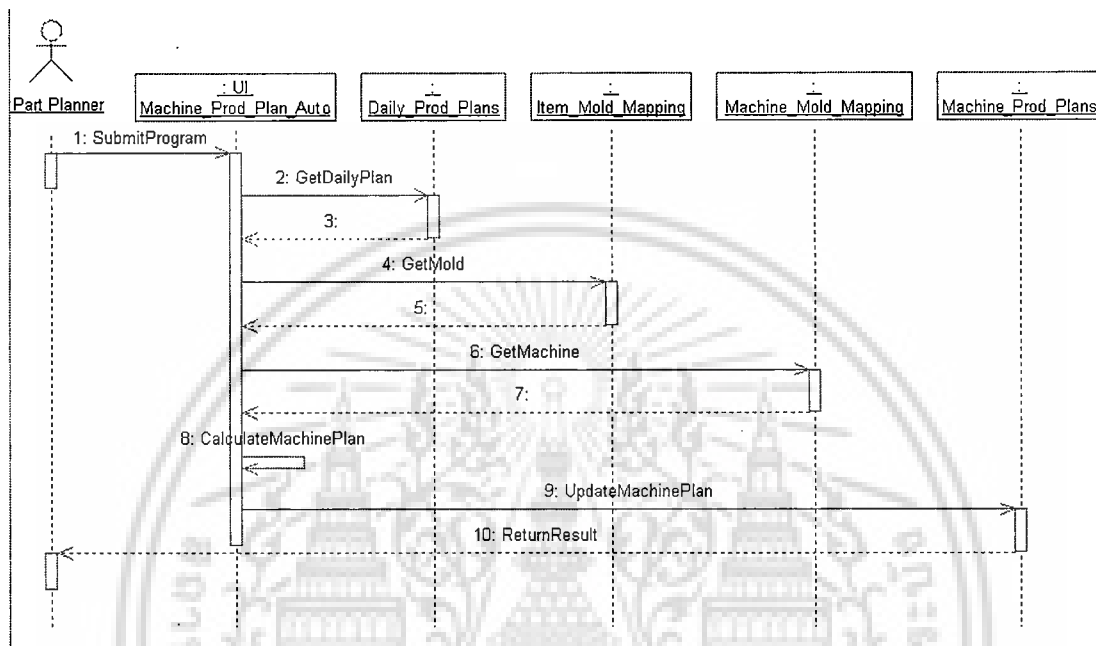 Part Planner
: UI
Machine_Prod_Plan_Auto
:
Daily_Prod_Plans
:
Item_Mold_Mapping
:
Machine_Mold_Mapping
:
Machine_Prod_Plans
1: SubmitProgram
2: GetDailyPlan
3:
4: GetMold
5:
6: GetMachine
7:
8: CalculateMachinePlan
9: UpdateMachinePlan
10: ReturnResult